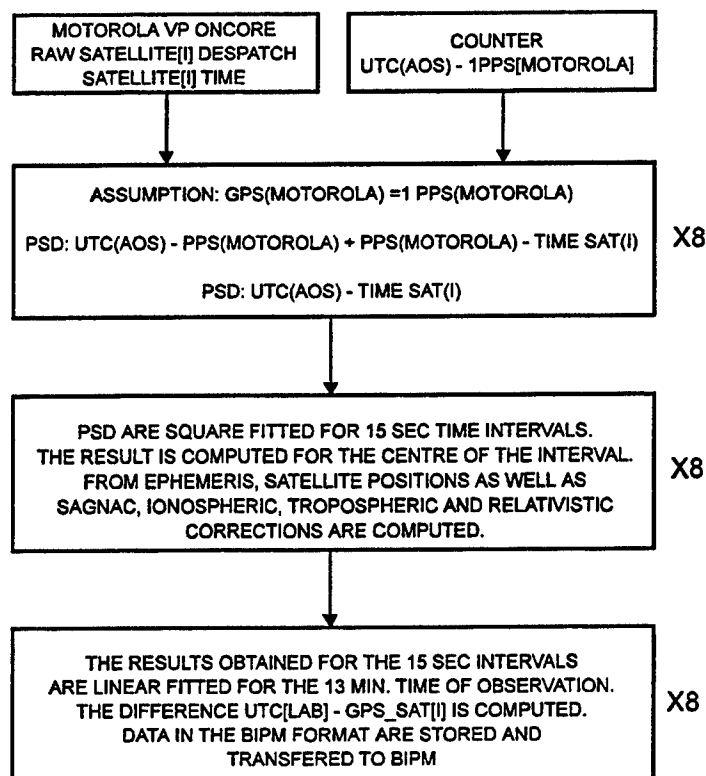 MOTOROLA VP ONCORE
RAW SATELLITE[I] DESPATCH
SATELLITE[I] TIME
COUNTER
UTC(AOS) - 1PPS[MOTOROLA]
ASSUMPTION: GPS(MOTOROLA) =1 PPS(MOTOROLA)
PSD: UTC(AOS) - PPS(MOTOROLA) + PPS(MOTOROLA) - TIME SAT(I)
PSD: UTC(AOS) - TIME SAT(I)
X8
PSD ARE SQUARE FITTED FOR 15 SEC TIME INTERVALS.
THE RESULT IS COMPUTED FOR THE CENTRE OF THE INTERVAL.
FROM EPHEMERIS, SATELLITE POSITIONS AS WELL AS
SAGNAC, IONOSPHERIC, TROPOSPHERIC AND RELATIVISTIC
CORRECTIONS ARE COMPUTED.
X8
THE RESULTS OBTAINED FOR THE 15 SEC INTERVALS
ARE LINEAR FITTED FOR THE 13 MIN. TIME OF OBSERVATION.
THE DIFFERENCE UTC[LAB] - GPS_SAT[I] IS COMPUTED.
DATA IN THE BIPM FORMAT ARE STORED AND
TRANSFERED TO BIPM
X8